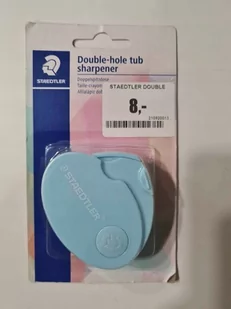 STAEDTLER
Double-hole tub
sharpener
STAEDTLER DOUBLE
8,-
STAEDTLER